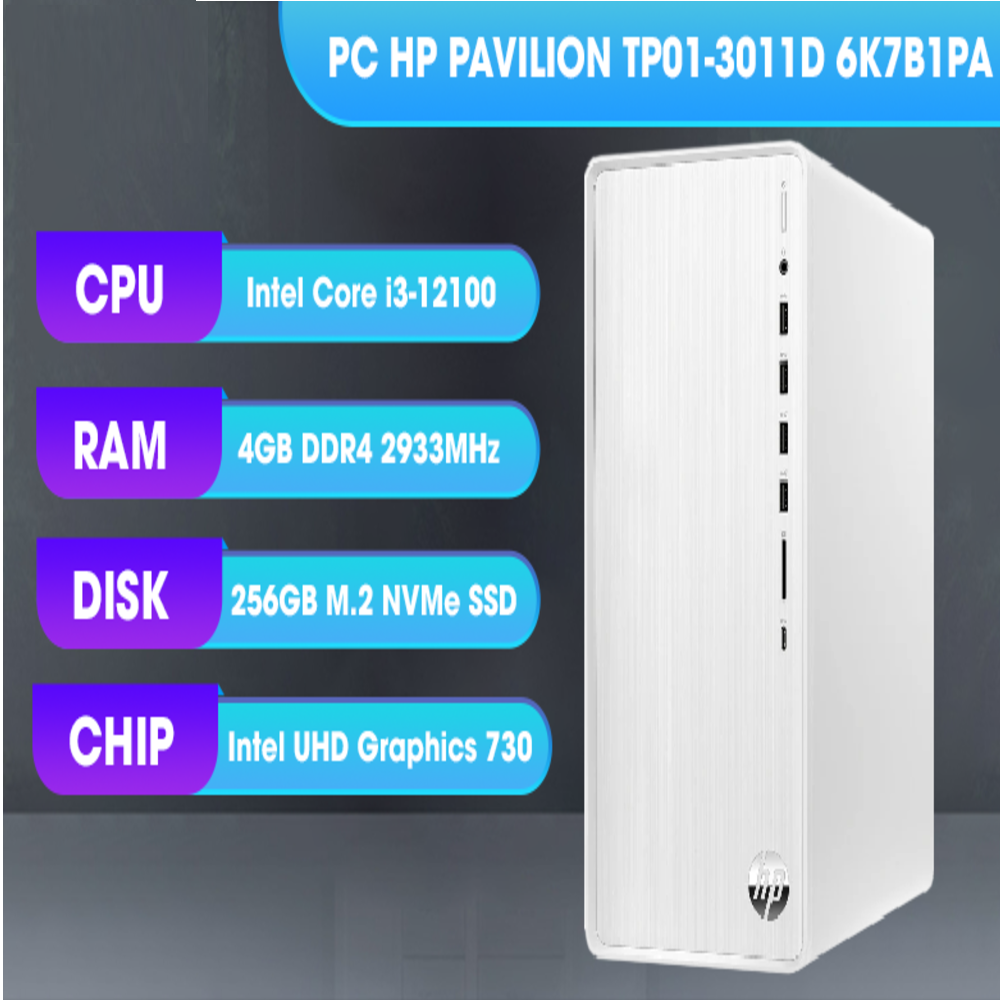 PC HP PAVILION TP01-3011D 6K7B1PA
CPU
Intel Core i3-12100
RAM
4GB DDR4 2933MHz
DISK
256GB M.2 NVMe SSD
CHIP
Intel UHD Graphics 730
hp